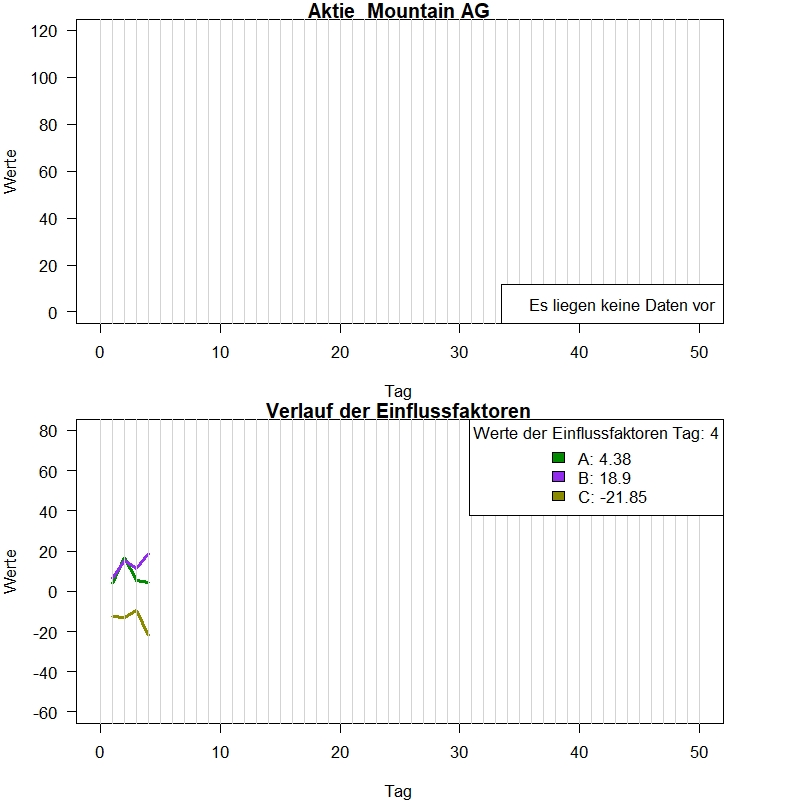 Aktie  Mountain AG
120
100
80
60
40
20
0
Werte
Es liegen keine Daten vor
0 10 20 30 40 50
Tag
Verlauf der Einflussfaktoren
80
60
40
20
0
-20
-40
-60
Werte
Werte der Einflussfaktoren Tag: 4
A: 4.38
B: 18.9
C: -21.85
0 10 20 30 40 50
Tag